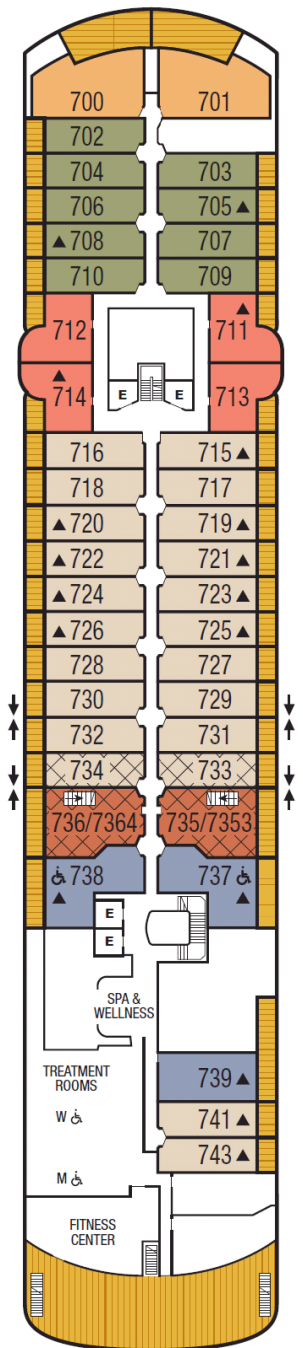 700 701
702
704 703
706 705
708 707
710 709
712 711
714 713
E E
716 715
718 717
720 719
722 721
724 723
726 725
728 727
730 729
732 731
734 733
736/7364 735/7353
738 737
E
E
SPA &
WELLNESS
TREATMENT
ROOMS
739
W
741
743
M
FITNESS
CENTER